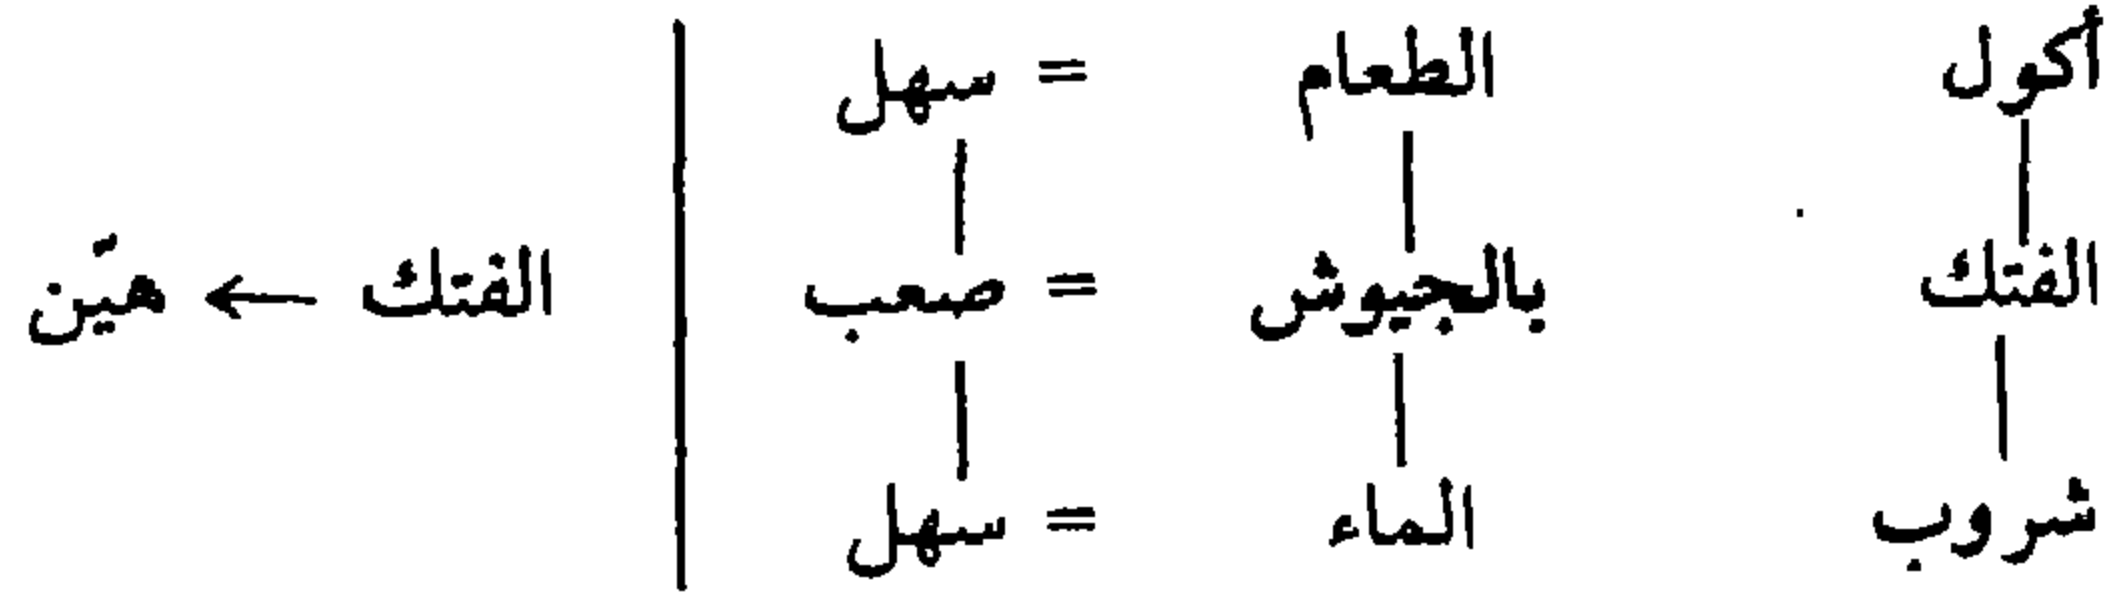 أكول الطعام = سهل
الفتك بالجيوش = صعب الفتك ← هيّن
شروب الماء = سهل